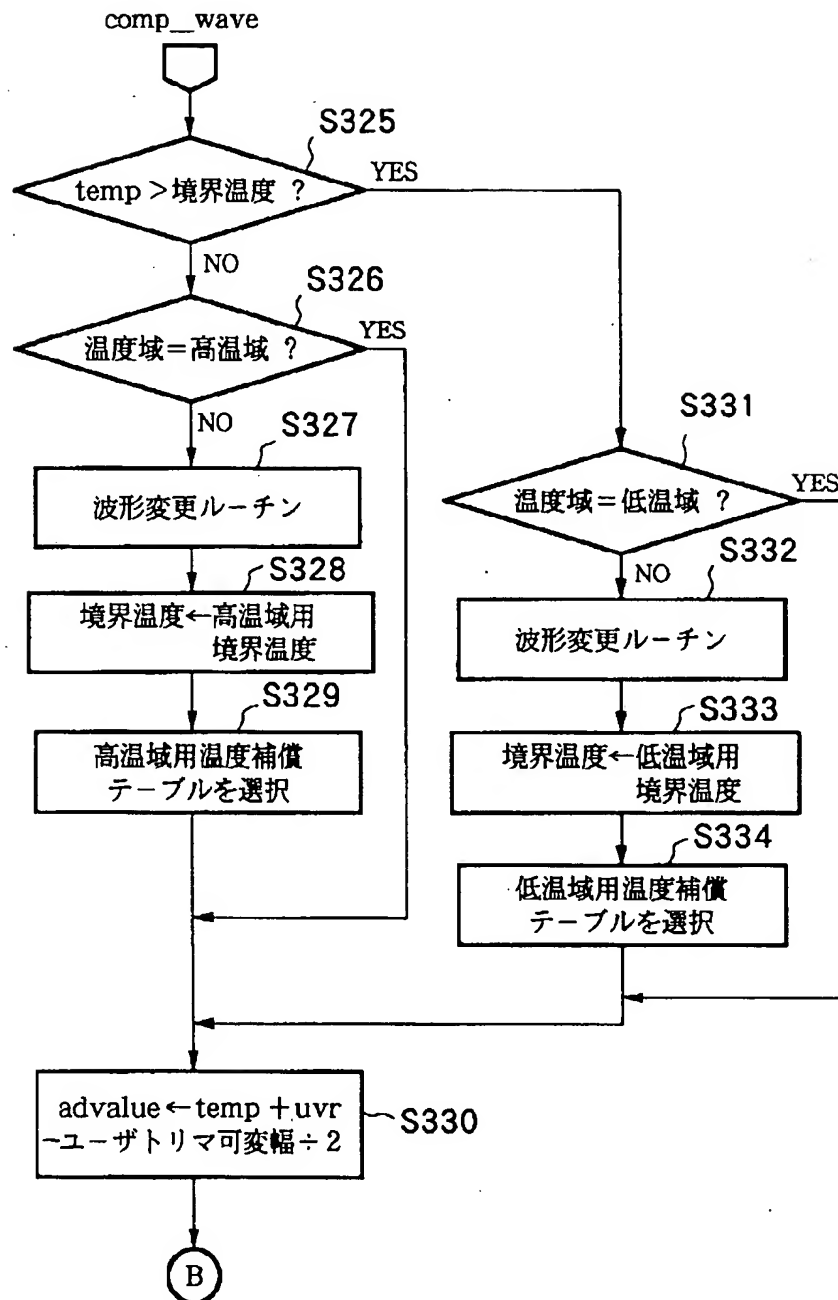 comp_wave
S325
temp＞境界温度 ?
YES
NO
S326
温度域＝高温域 ?
YES
NO
S327
波形変更ルーチン
S328
境界温度←高温域用
境界温度
S329
高温域用温度補償
テーブルを選択
S331
温度域＝低温域 ?
YES
NO
S332
波形変更ルーチン
S333
境界温度←低温域用
境界温度
S334
低温域用温度補償
テーブルを選択
advalue←temp＋uvr
－ユーザトリマ可変幅÷2
S330
B